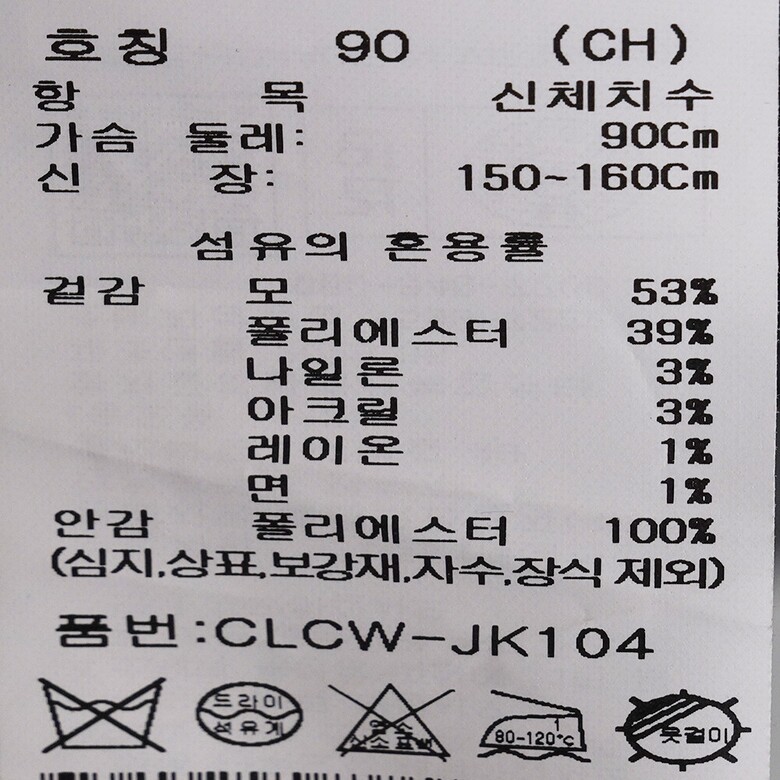 호칭 90 (CH)
항 목 신체치수
가슴 둘레: 90Cm
신 장: 150~160Cm
섬유의 혼용률
겉감 모 53%
폴리에스터 39%
나일론 3%
아크릴 3%
레이온 1%
면 1%
안감 폴리에스터 100%
(심지,상표,보강재,자수,장식 제외)
품번:CLCW-JK104
드라이
석유계
염소
산소표백
1
80-120°C
옷걸이